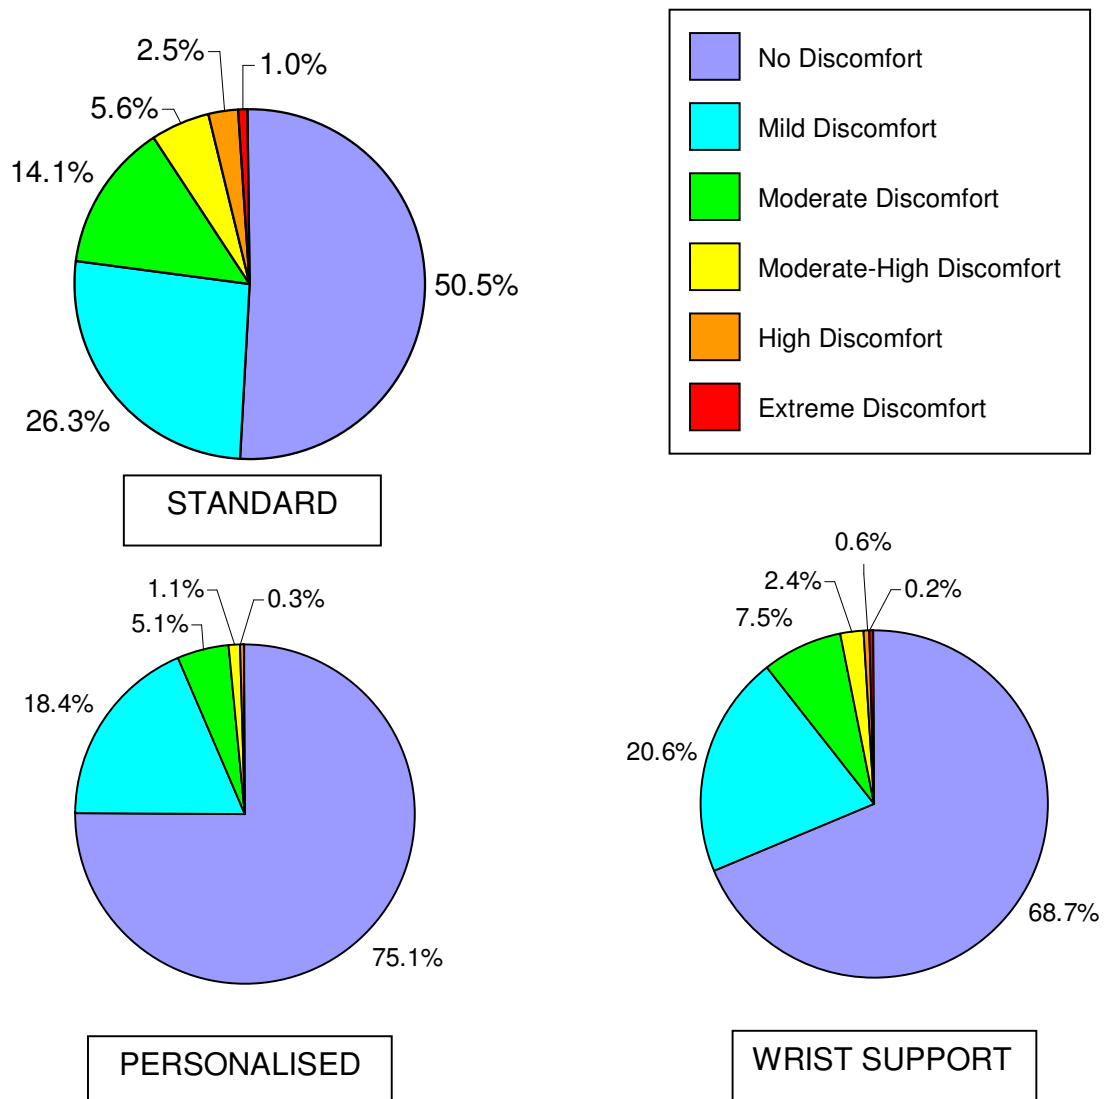 2.5%
1.0%
5.6%
14.1%
50.5%
26.3%
STANDARD
No Discomfort
Mild Discomfort
Moderate Discomfort
Moderate-High Discomfort
High Discomfort
Extreme Discomfort
1.1%
0.3%
5.1%
18.4%
75.1%
PERSONALISED
0.6%
2.4%
0.2%
7.5%
20.6%
68.7%
WRIST SUPPORT